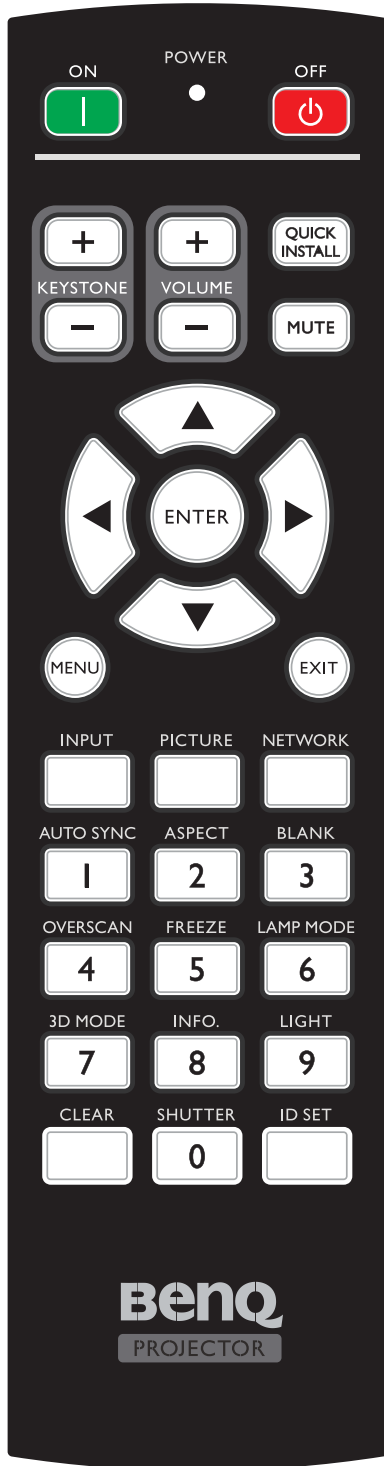 POWER
ON OFF
+ + QUICK INSTALL
KEYSTONE VOLUME
− − MUTE
ENTER
MENU EXIT
INPUT PICTURE NETWORK
AUTO SYNC ASPECT BLANK
1 2 3
OVERSCAN FREEZE LAMP MODE
4 5 6
3D MODE INFO. LIGHT
7 8 9
CLEAR SHUTTER ID SET
0
BenQ
PROJECTOR